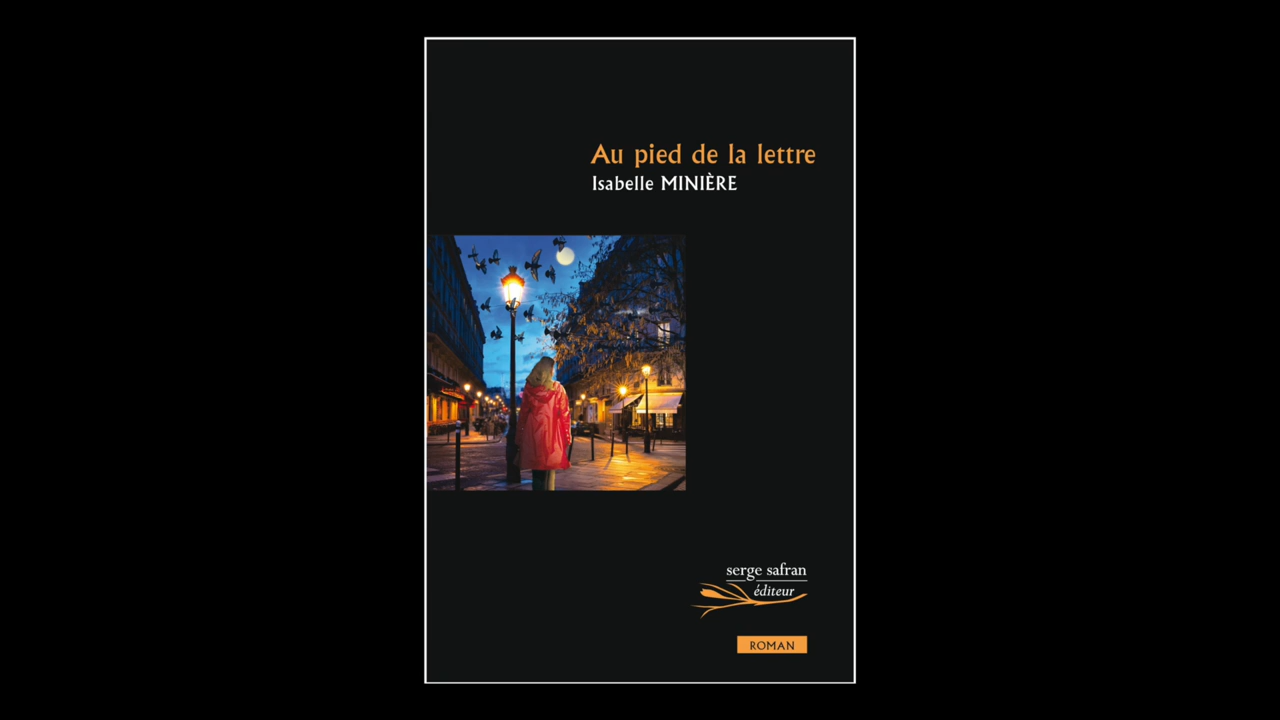 Au pied de la lettre
Isabelle MINIÈRE
serge safran
éditeur
ROMAN